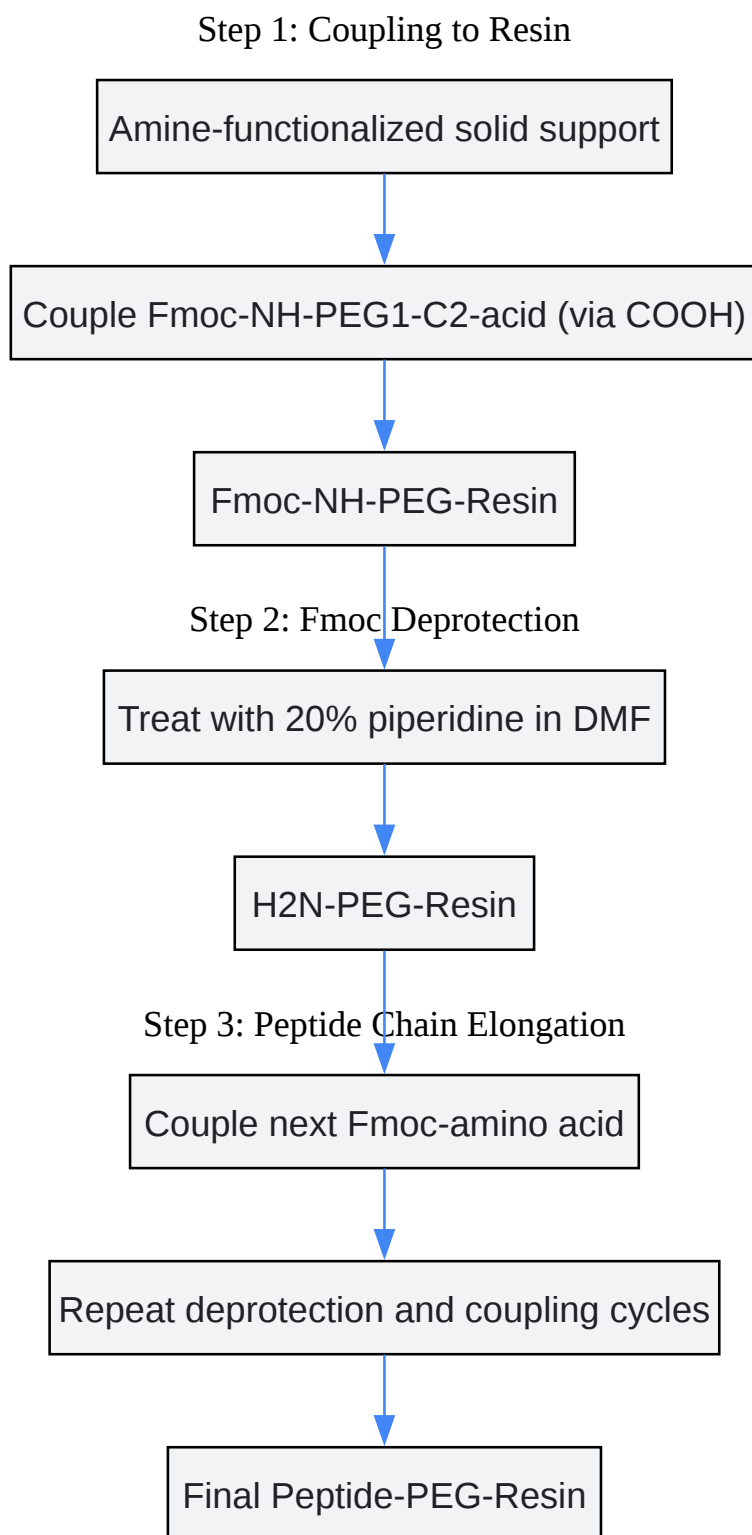 Step 1: Coupling to Resin
Amine-functionalized solid support
Couple Fmoc-NH-PEG1-C2-acid (via COOH)
Fmoc-NH-PEG-Resin
Step 2: Fmoc Deprotection
Treat with 20% piperidine in DMF
H2N-PEG-Resin
Step 3: Peptide Chain Elongation
Couple next Fmoc-amino acid
Repeat deprotection and coupling cycles
Final Peptide-PEG-Resin